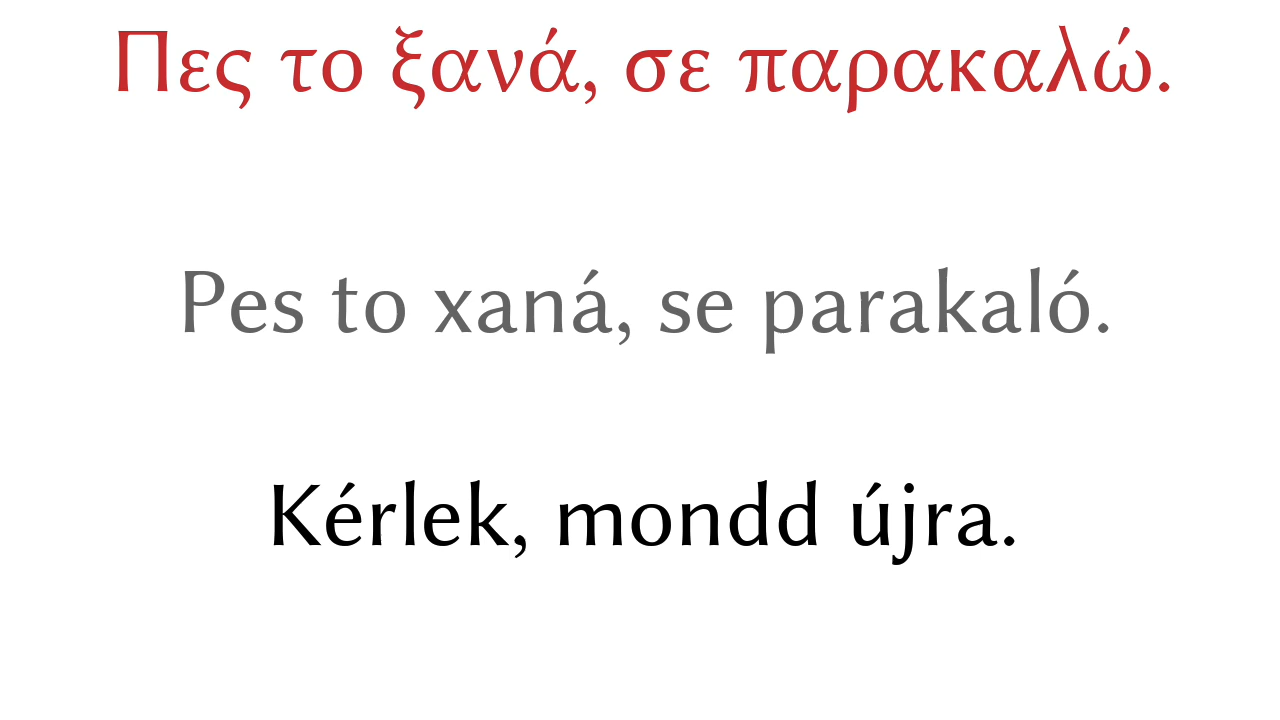 Πες το ξανά, σε παρακαλώ.
Pes to xaná, se parakaló.
Kérlek, mondd újra.